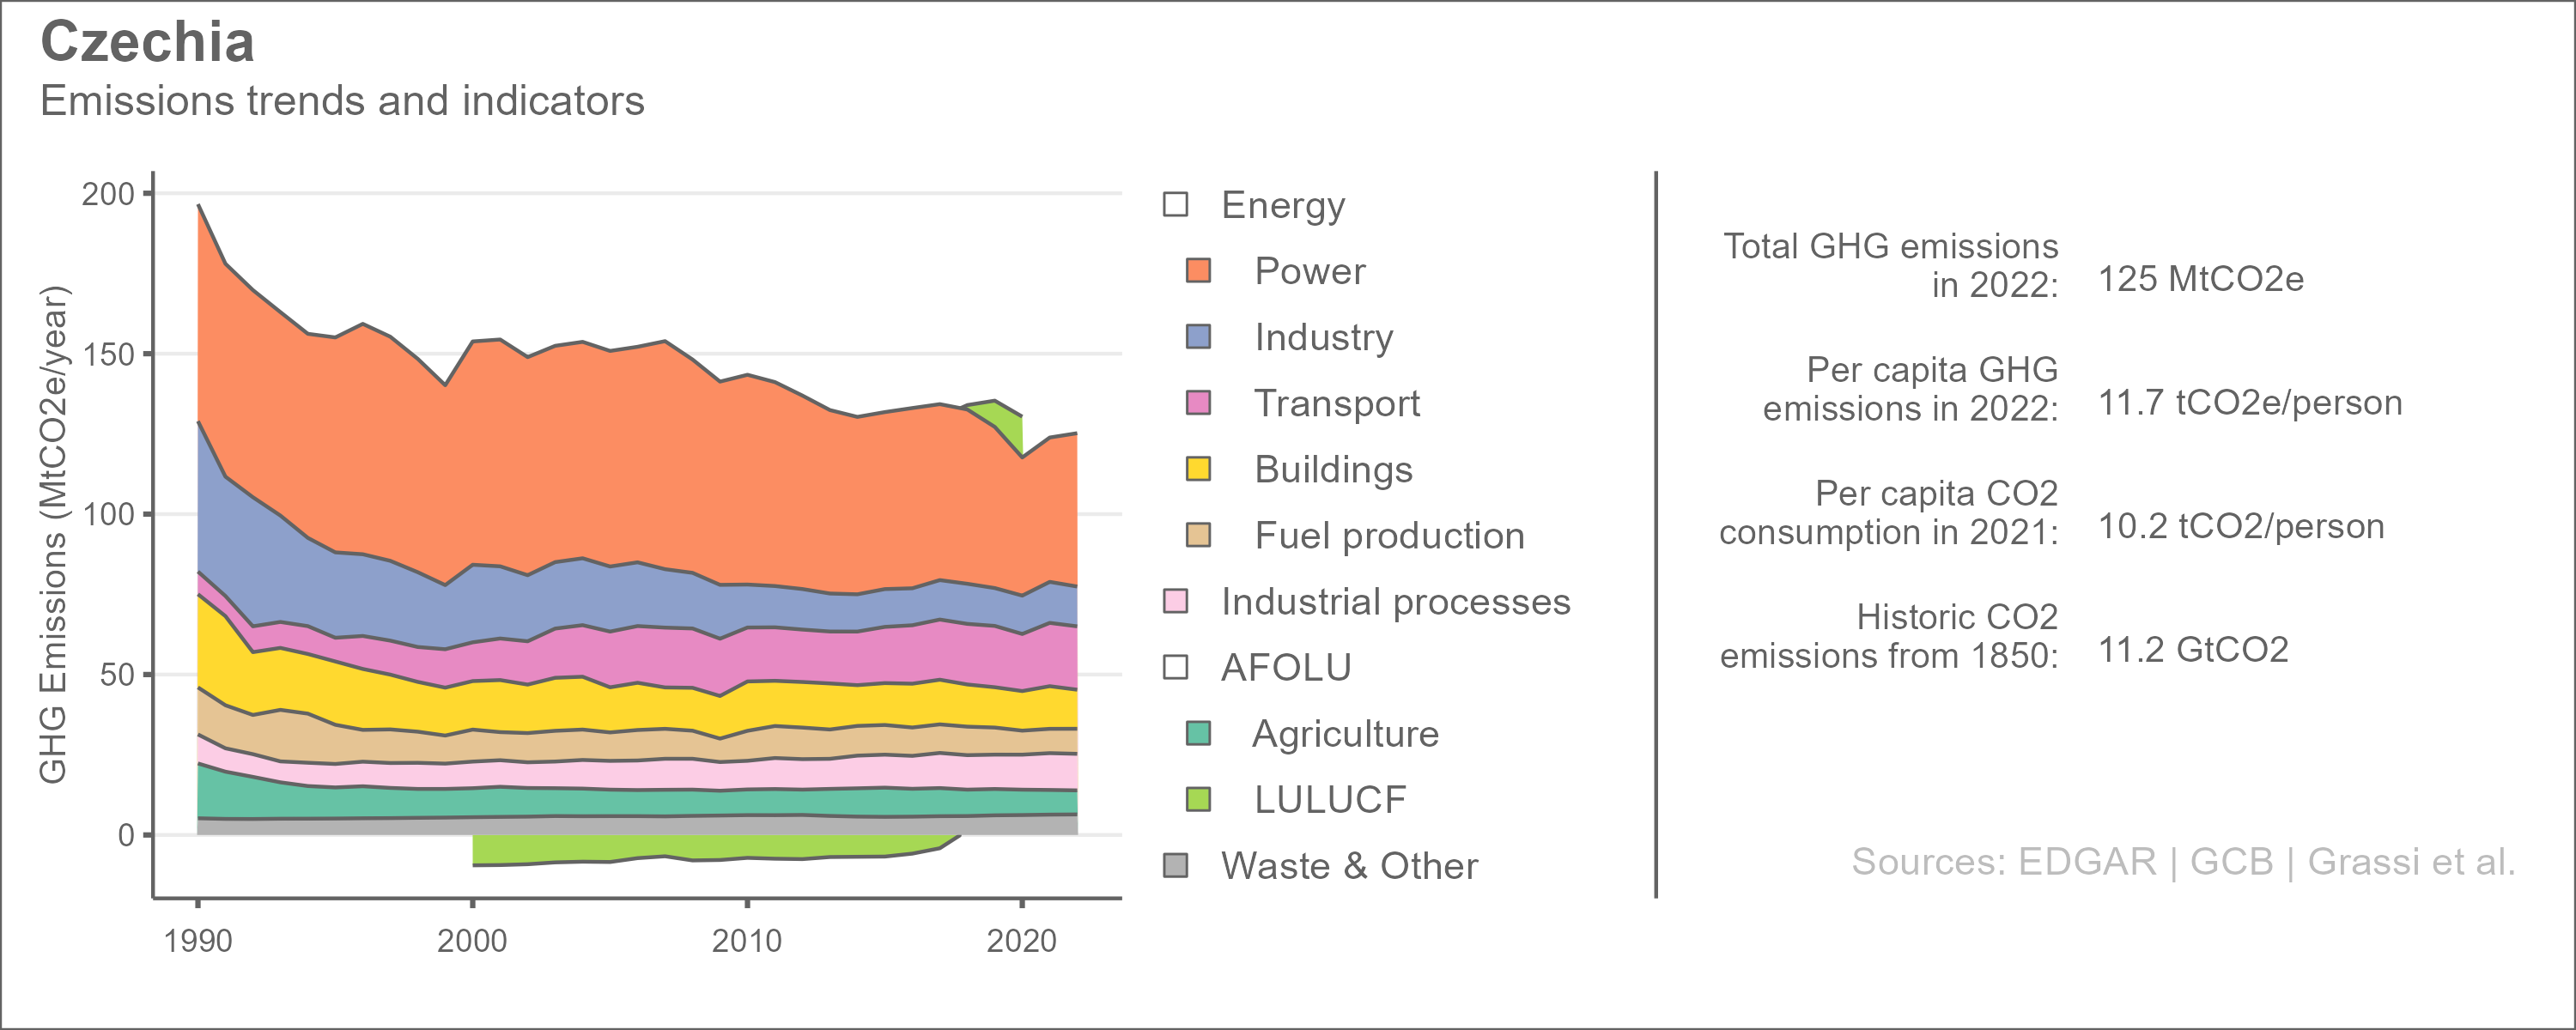 Czechia
Emissions trends and indicators
GHG Emissions (MtCO2e/year)
200
150
100
50
0
1990
2000
2010
2020
Energy
Power
Industry
Transport
Buildings
Fuel production
Industrial processes
AFOLU
Agriculture
LULUCF
Waste & Other
Total GHG emissions
in 2022:
125 MtCO2e
Per capita GHG
emissions in 2022:
11.7 tCO2e/person
Per capita CO2
consumption in 2021:
10.2 tCO2/person
Historic CO2
emissions from 1850:
11.2 GtCO2
Sources: EDGAR | GCB | Grassi et al.